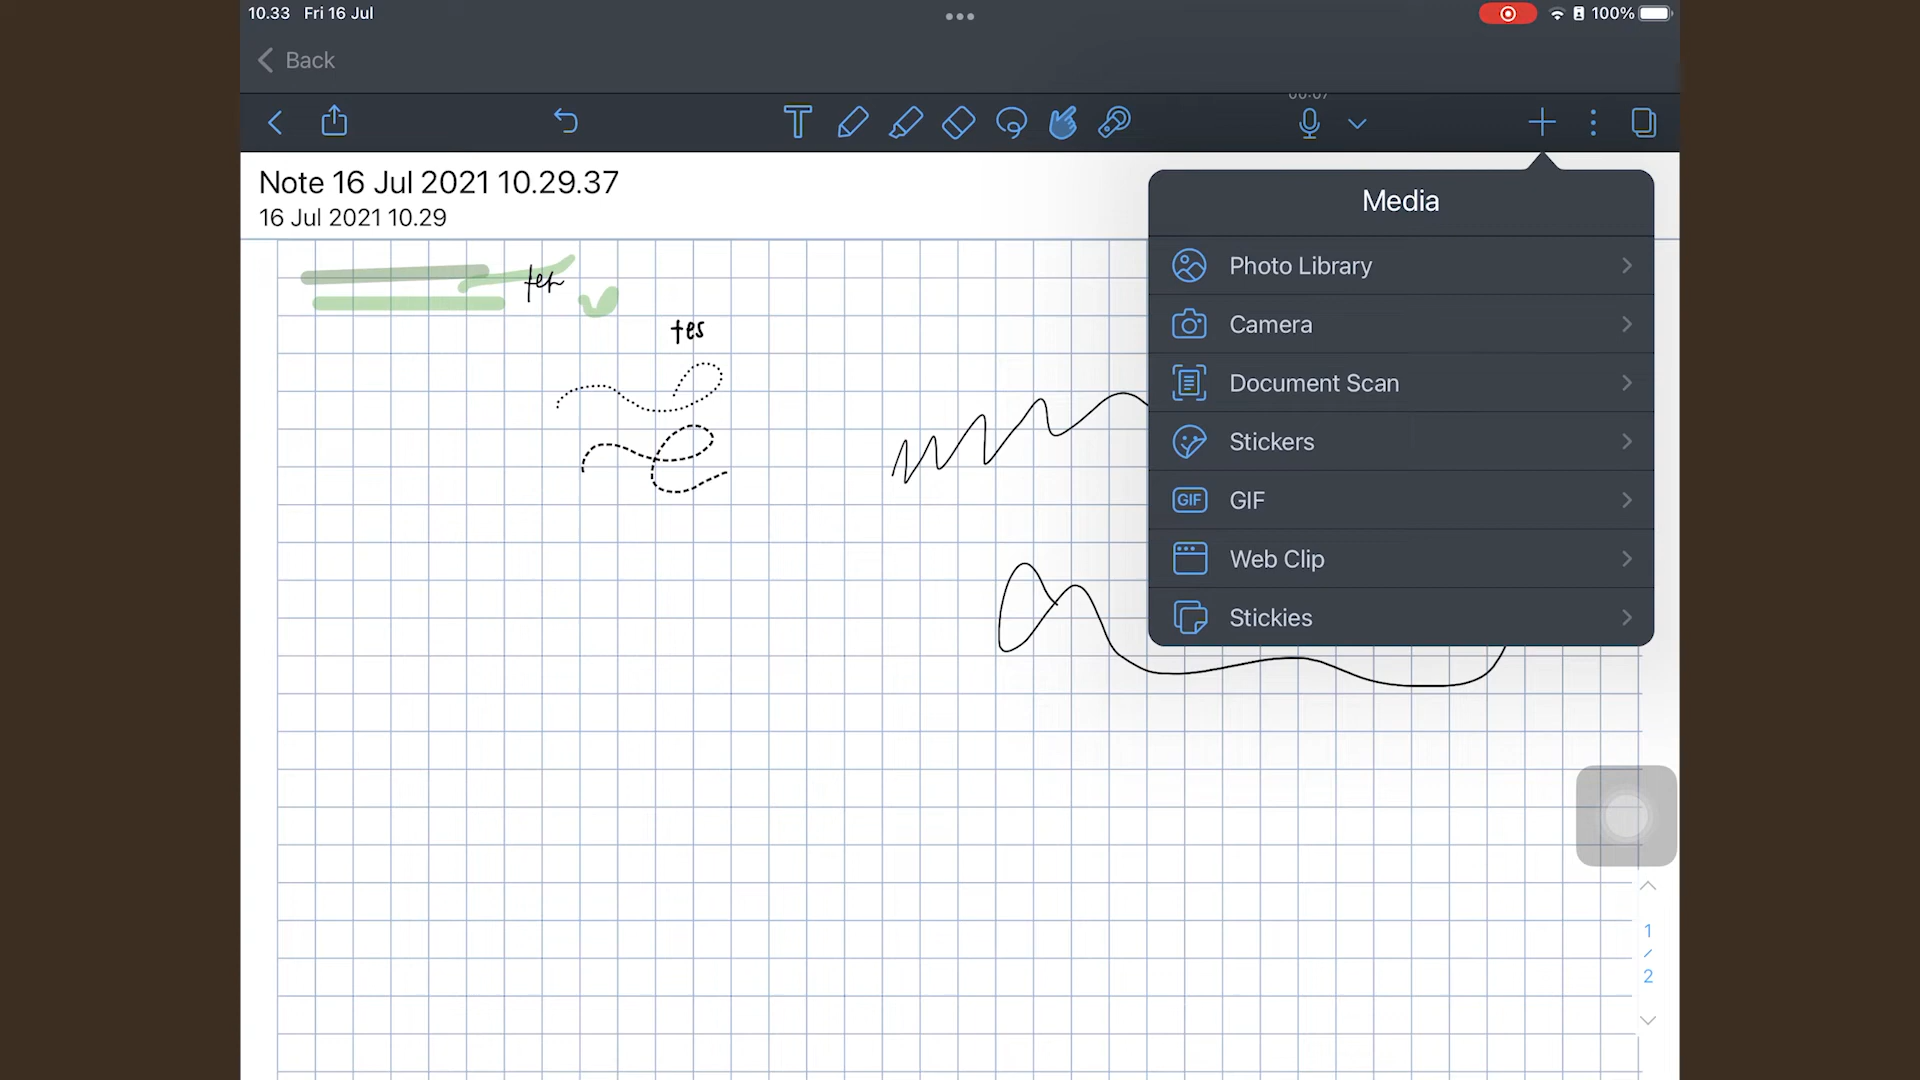 10.33 Fri 16 Jul
100%
Back
T
Note 16 Jul 2021 10.29.37
16 Jul 2021 10.29
tes
Media
Photo Library
Camera
Document Scan
Stickers
GIF GIF
Web Clip
Stickies
1
/
2